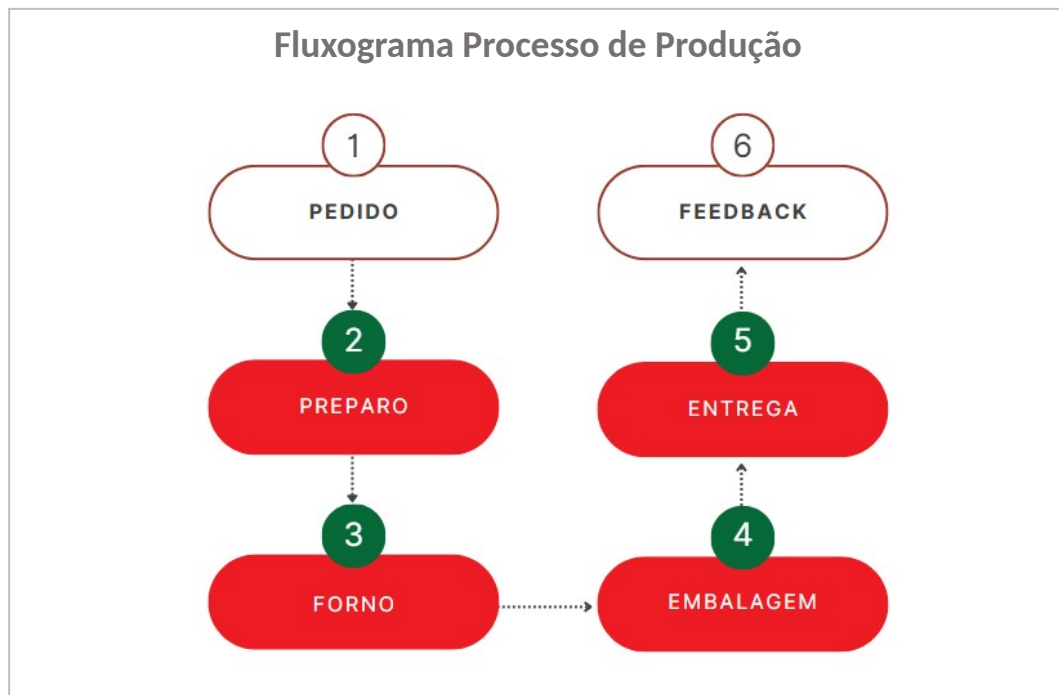 Fluxograma Processo de Produção
1
PEDIDO
2
PREPARO
3
FORNO
4
EMBALAGEM
5
ENTREGA
6
FEEDBACK